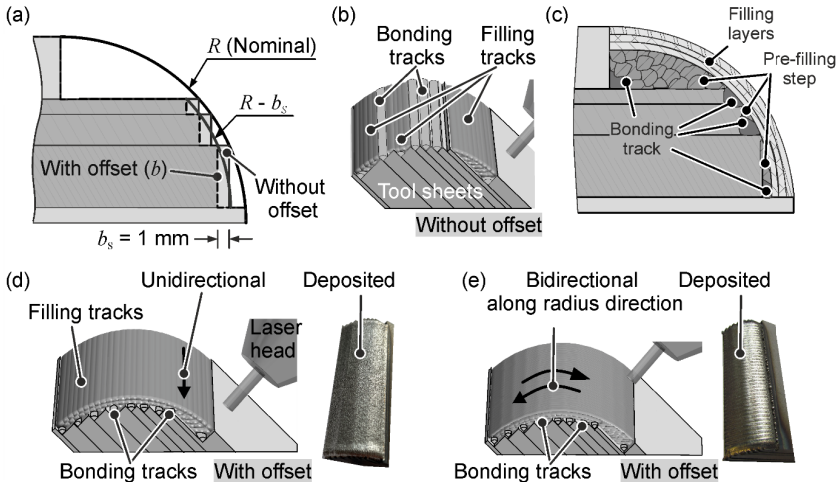 (a)
R (Nominal)
R - bs
With offset (b)
Without
offset
bs = 1 mm
(b)
Bonding
tracks
Filling
tracks
Tool sheets
Without offset
(c)
Filling
layers
Pre-filling
step
Bonding
track
(d)
Unidirectional
Deposited
Filling tracks
Laser
head
Bonding tracks
With offset
(e)
Bidirectional
along radius direction
Deposited
Bonding tracks
With offset